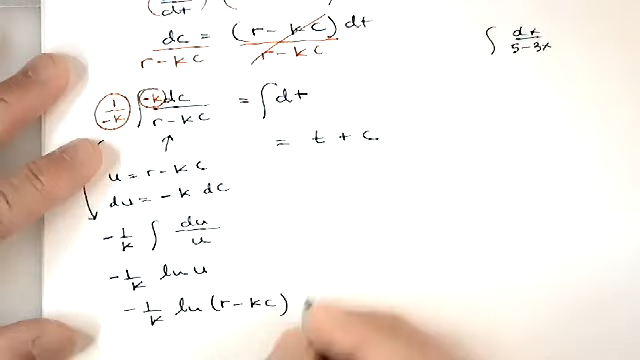 dt
dc = (r - kc) dt
r - kc r - kc
∫ dx / 5 - 3x
1/-k ∫ -k dc / r - kc = ∫ dt
= t + c
u = r - kc
du = -k dc
-1/k ∫ du/u
-1/k ln u
-1/k ln (r - kc)